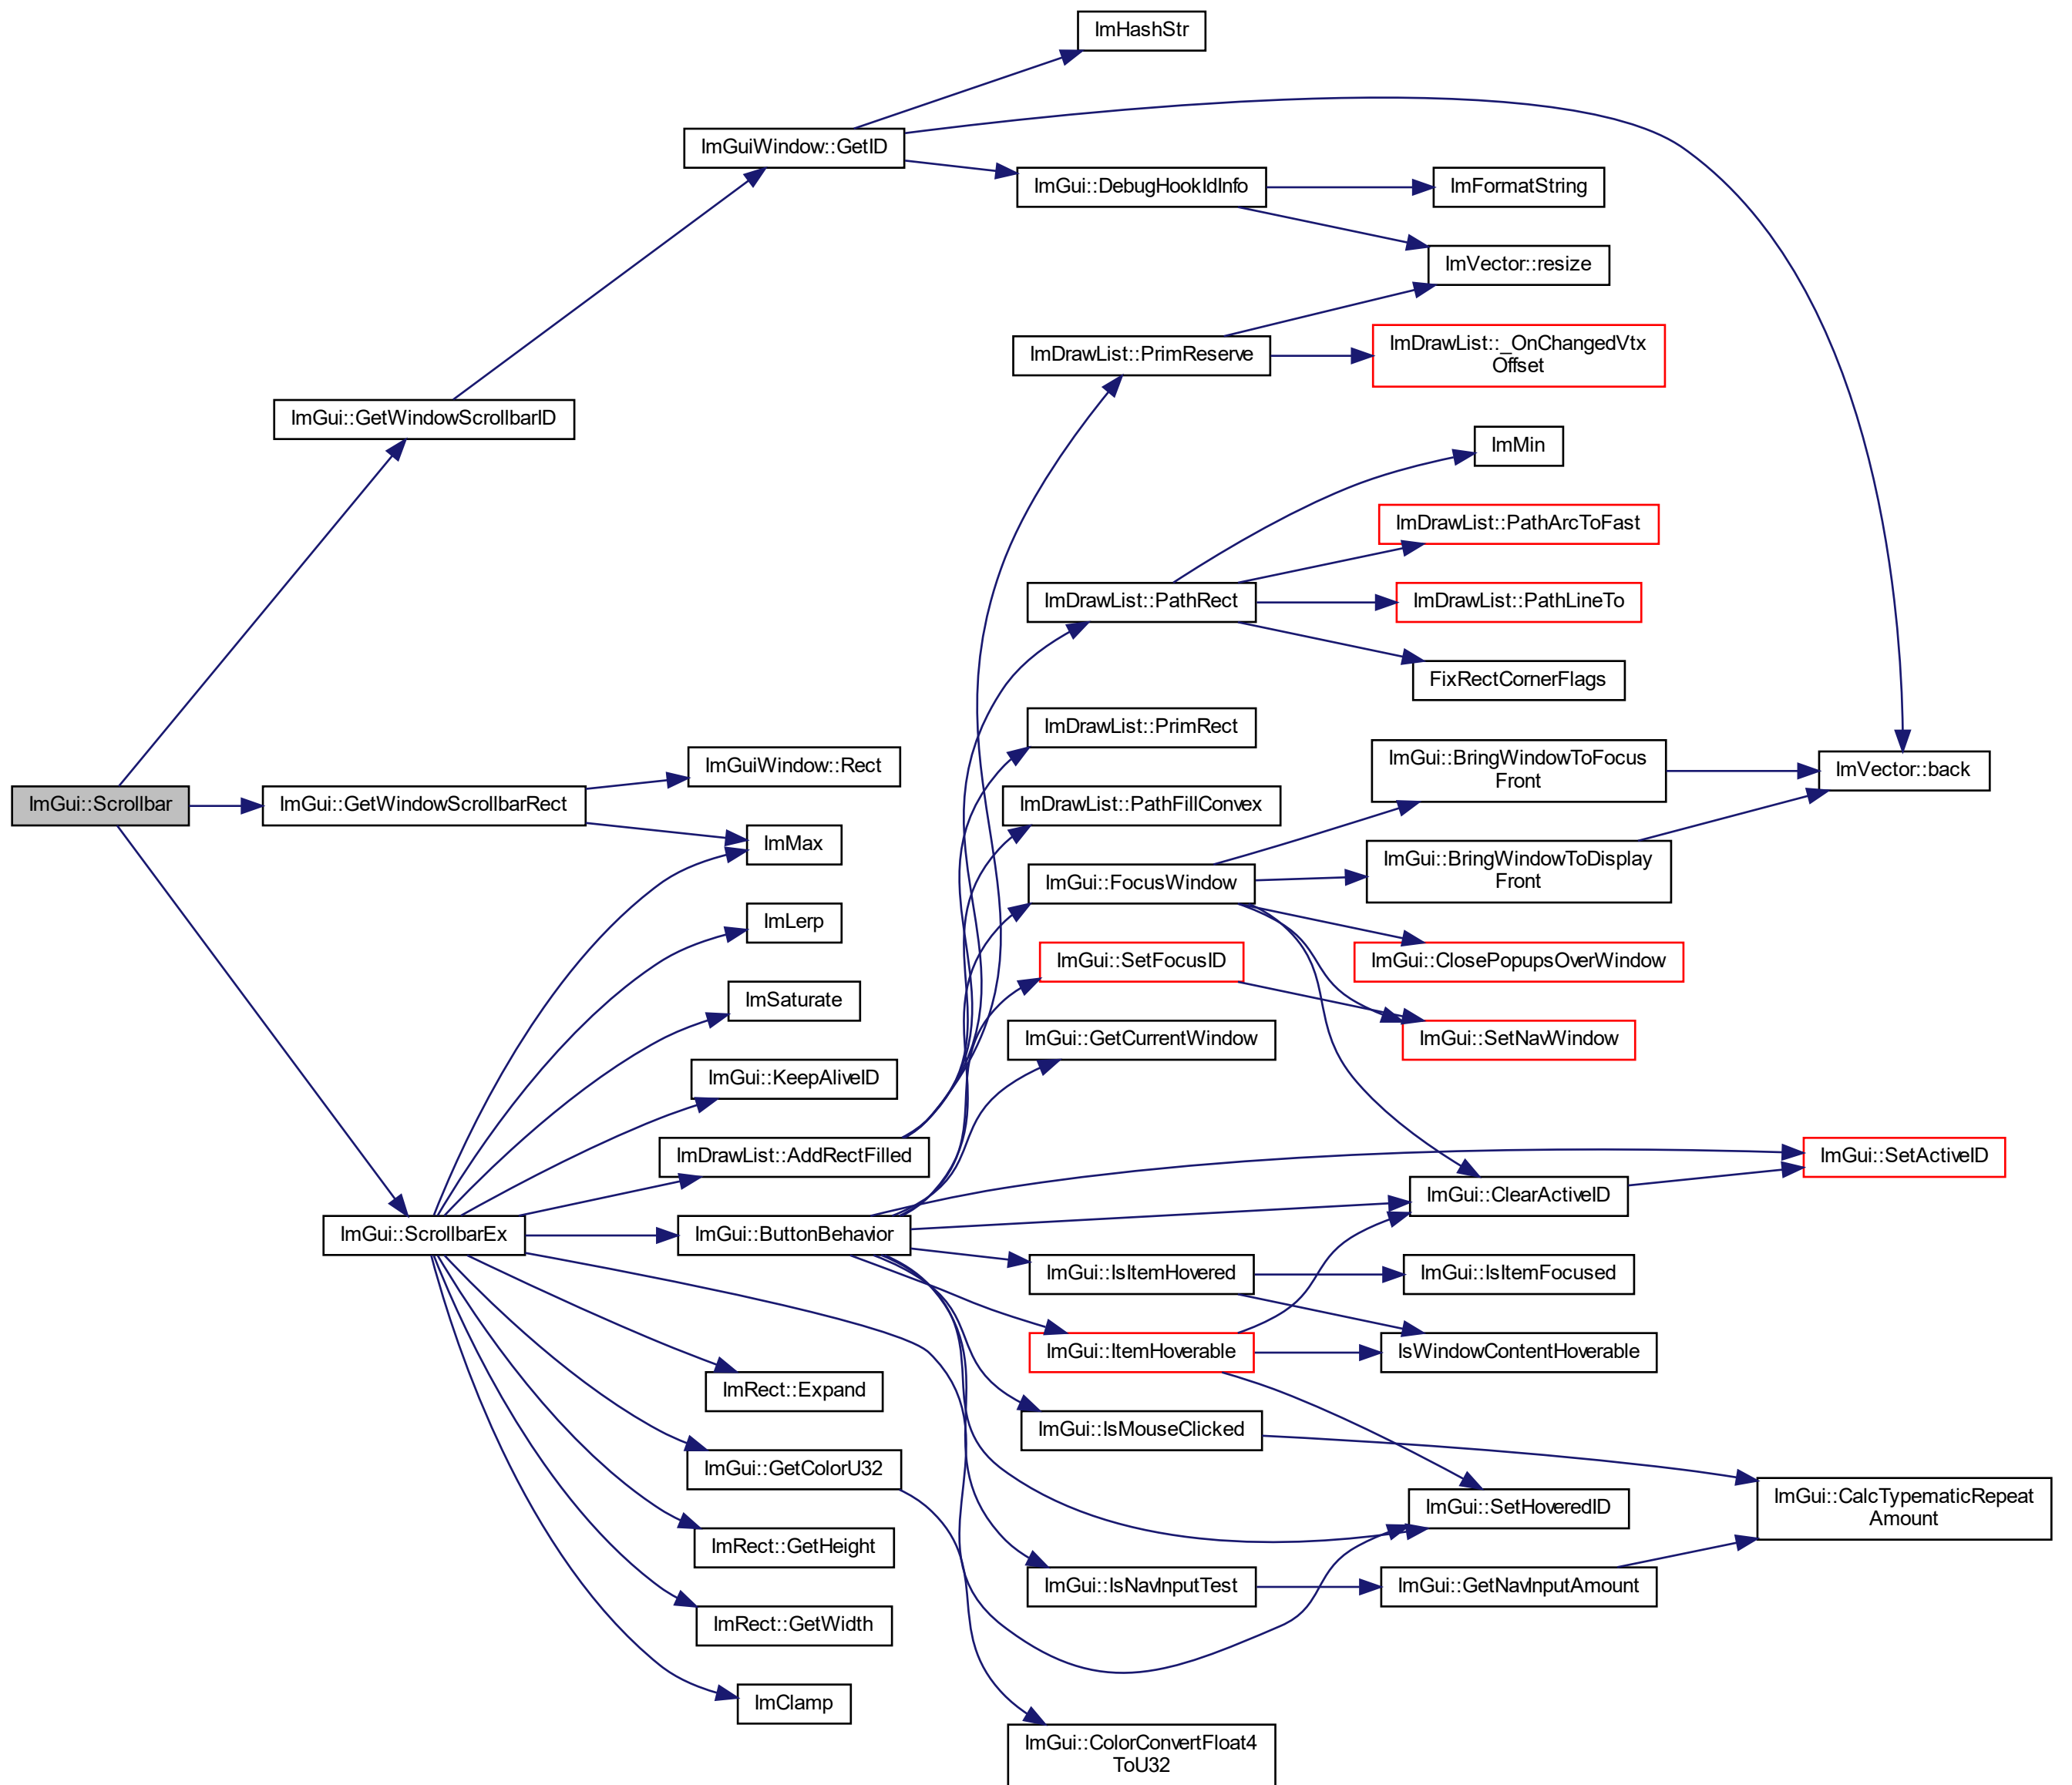 ImHashStr
ImGuiWindow::GetID
ImGui::DebugHookIdInfo
ImFormatString
ImVector::resize
ImDrawList::PrimReserve
ImDrawList::_OnChangedVtx
Offset
ImGui::GetWindowScrollbarID
ImMin
ImDrawList::PathArcToFast
ImDrawList::PathRect
ImDrawList::PathLineTo
FixRectCornerFlags
ImDrawList::PrimRect
ImGuiWindow::Rect
ImGui::BringWindowToFocus
Front
ImVector::back
ImGui::Scrollbar
ImGui::GetWindowScrollbarRect
ImDrawList::PathFillConvex
ImMax
ImGui::BringWindowToDisplay
Front
ImGui::FocusWindow
ImLerp
ImGui::ClosePopupsOverWindow
ImGui::SetFocusID
ImSaturate
ImGui::GetCurrentWindow
ImGui::SetNavWindow
ImGui::KeepAliveID
ImDrawList::AddRectFilled
ImGui::SetActiveID
ImGui::ClearActiveID
ImGui::ScrollbarEx
ImGui::ButtonBehavior
ImGui::IsItemHovered
ImGui::IsItemFocused
ImGui::ItemHoverable
IsWindowContentHoverable
ImRect::Expand
ImGui::IsMouseClicked
ImGui::GetColorU32
ImGui::SetHoveredID
ImGui::CalcTypematicRepeat
Amount
ImRect::GetHeight
ImGui::IsNavInputTest
ImGui::GetNavInputAmount
ImRect::GetWidth
ImClamp
ImGui::ColorConvertFloat4
ToU32